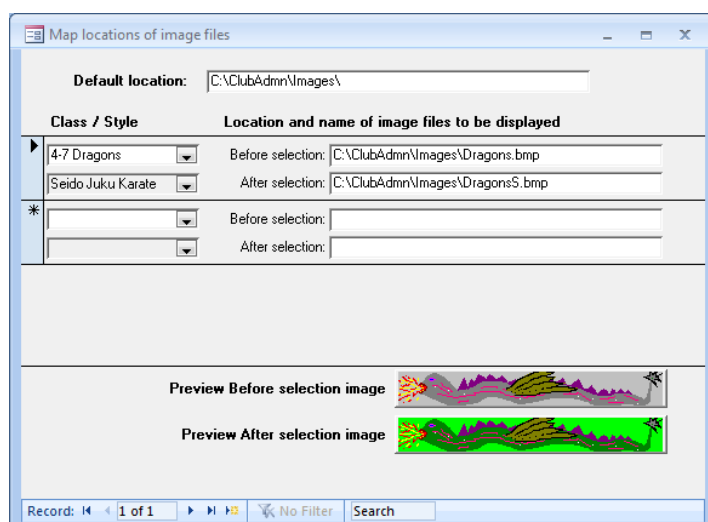 Map locations of image files
Default location: C:\ClubAdmn\Images\
Class / Style Location and name of image files to be displayed
4-7 Dragons Before selection: C:\ClubAdmn\Images\Dragons.bmp
Seido Juku Karate After selection: C:\ClubAdmn\Images\DragonsS.bmp
Before selection:
After selection:
Preview Before selection image
Preview After selection image
Record: 1 of 1 No Filter Search